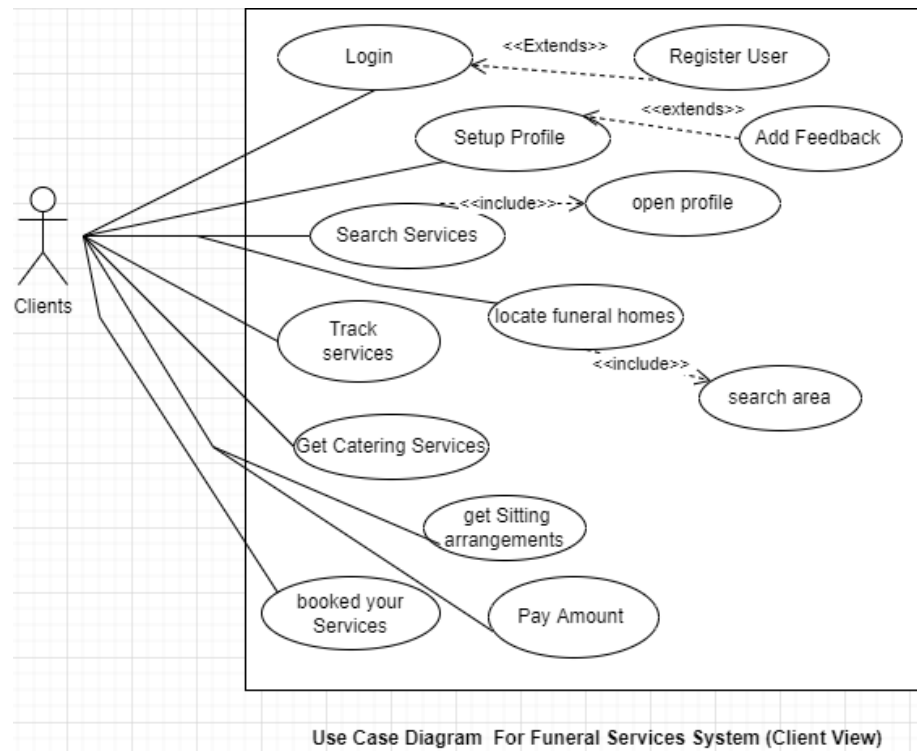 Login
<<Extends>>
Register User
Setup Profile
<<extends>>
Add Feedback
<<include>>
open profile
Search Services
Clients
locate funeral homes
Track
services
<<include>>
search area
Get Catering Services
get Sitting
arrangements
booked your
Services
Pay Amount
Use Case Diagram For Funeral Services System (Client View)